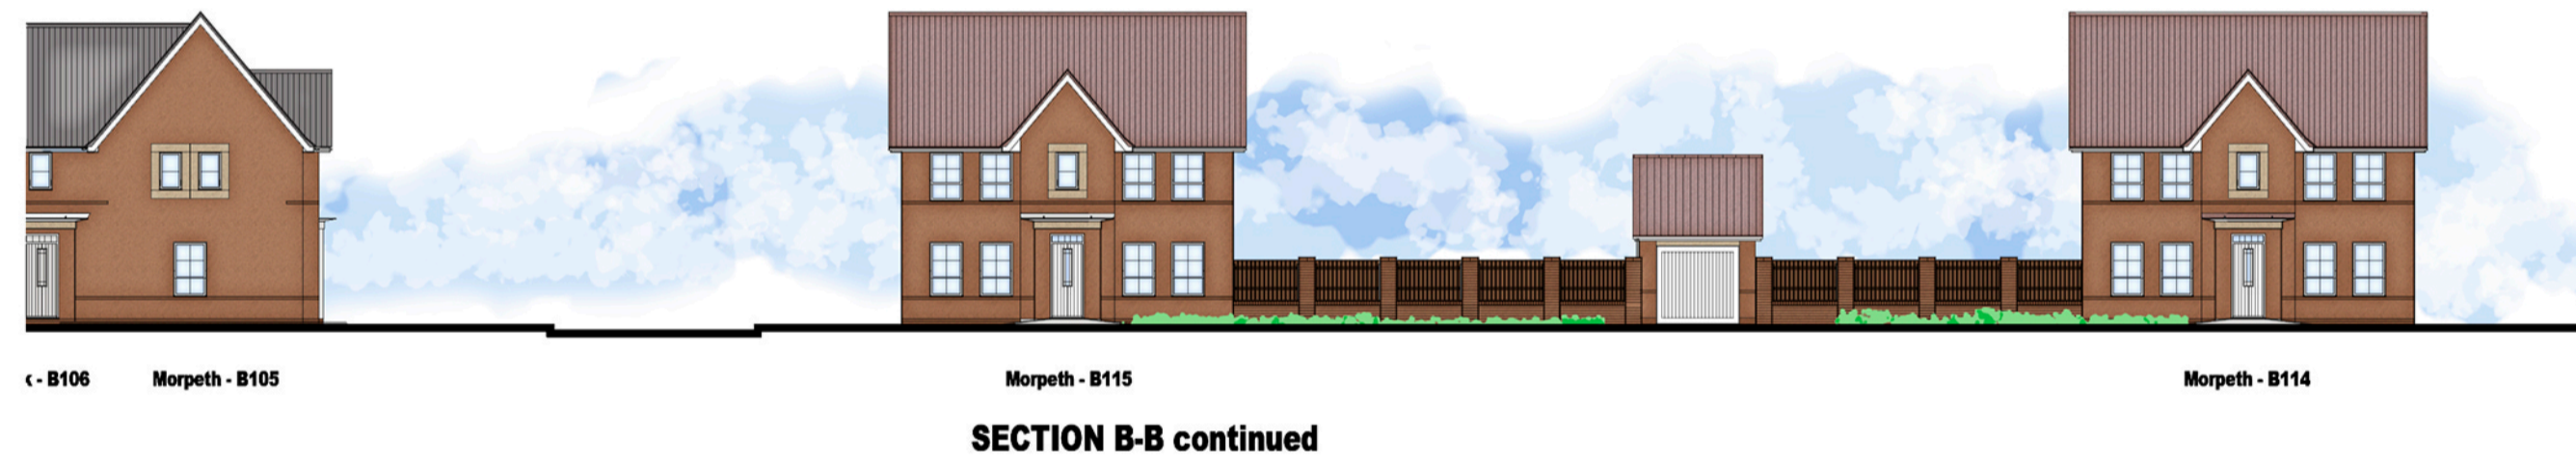 - B106
Morpeth - B105
Morpeth - B115
Morpeth - B114
SECTION B-B continued